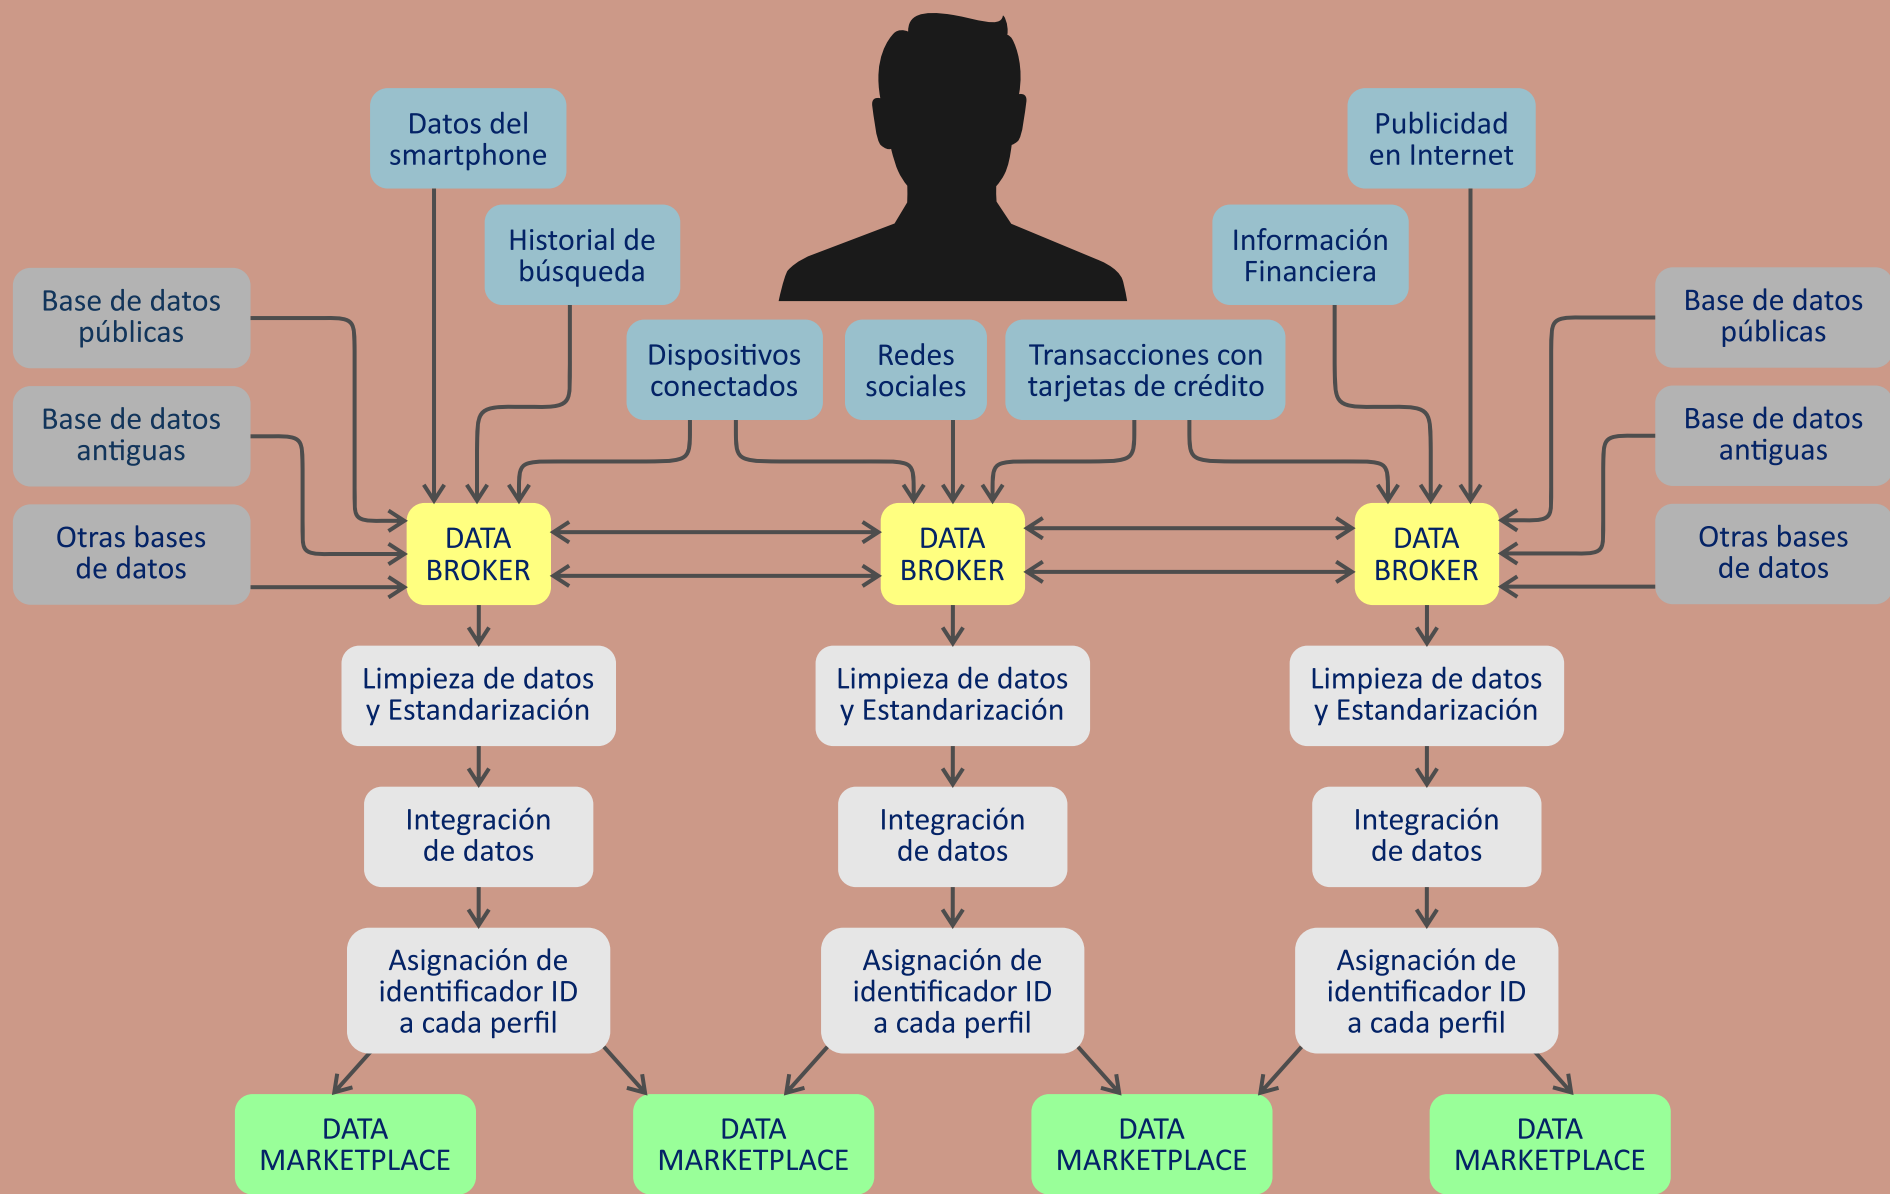 Datos del
smartphone
Publicidad
en Internet
Historial de
búsqueda
Información
Financiera
Base de datos
públicas
Base de datos
públicas
Dispositivos
conectados
Redes
sociales
Transacciones con
tarjetas de crédito
Base de datos
antiguas
Base de datos
antiguas
Otras bases
de datos
DATA
BROKER
DATA
BROKER
DATA
BROKER
Otras bases
de datos
Limpieza de datos
y Estandarización
Limpieza de datos
y Estandarización
Limpieza de datos
y Estandarización
Integración
de datos
Integración
de datos
Integración
de datos
Asignación de
identificador ID
a cada perfil
Asignación de
identificador ID
a cada perfil
Asignación de
identificador ID
a cada perfil
DATA
MARKETPLACE
DATA
MARKETPLACE
DATA
MARKETPLACE
DATA
MARKETPLACE